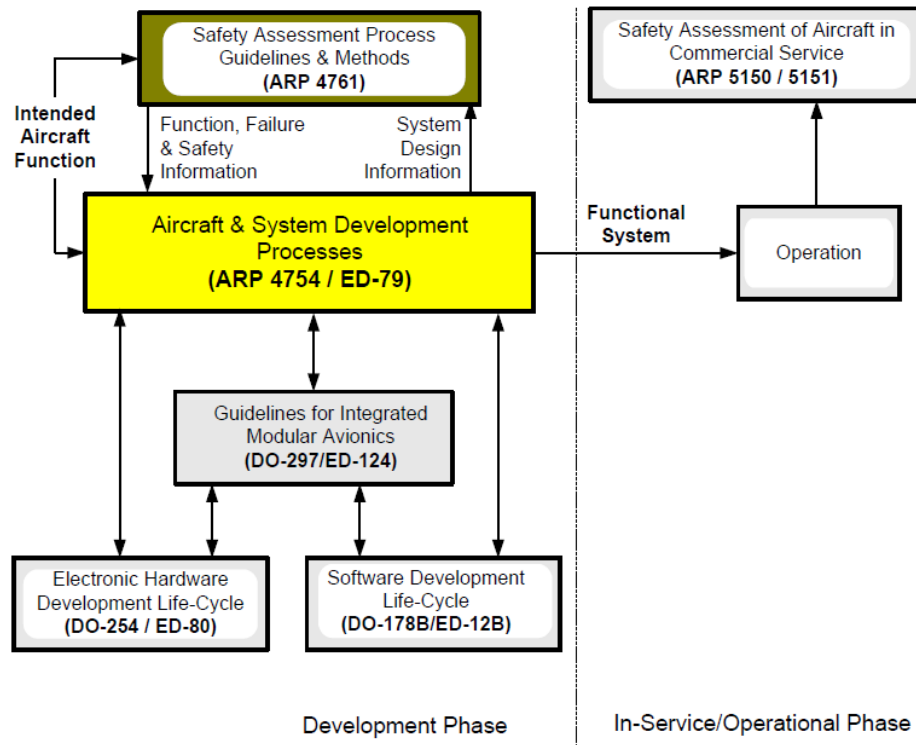 Safety Assessment Process
Guidelines & Methods
(ARP 4761)
Safety Assessment of Aircraft in
Commercial Service
(ARP 5150 / 5151)
Intended
Aircraft
Function
Function, Failure
& Safety
Information
System
Design
Information
Aircraft & System Development
Processes
(ARP 4754 / ED-79)
Functional
System
Operation
Guidelines for Integrated
Modular Avionics
(DO-297/ED-124)
Electronic Hardware
Development Life-Cycle
(DO-254 / ED-80)
Software Development
Life-Cycle
(DO-178B/ED-12B)
Development Phase
In-Service/Operational Phase